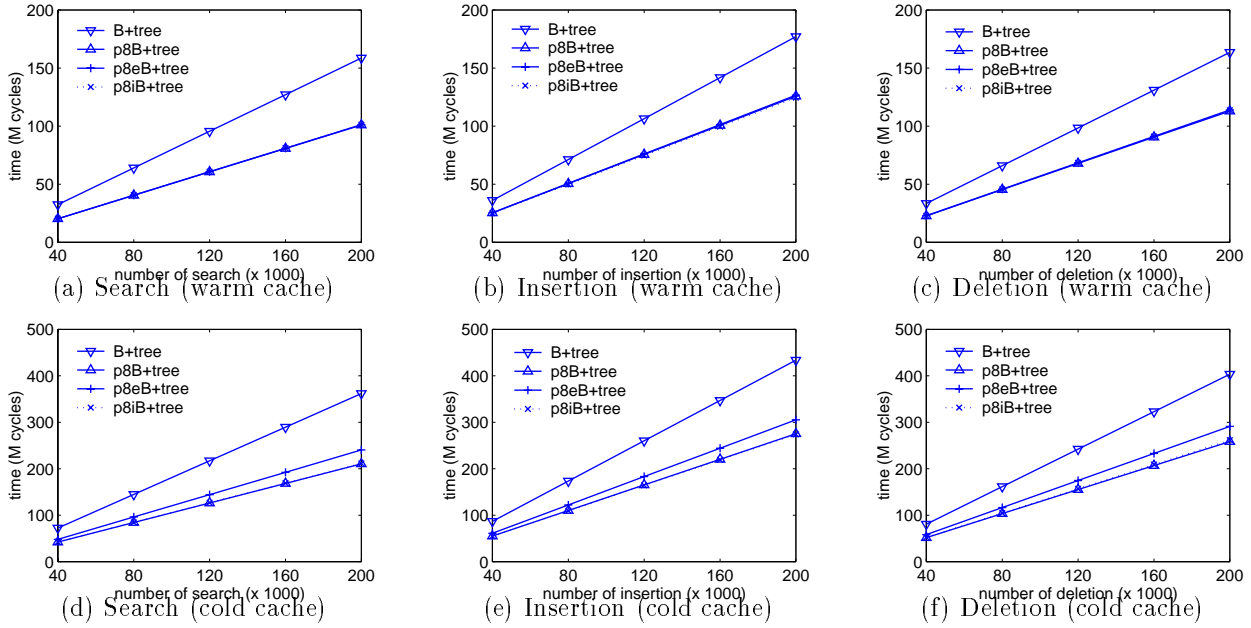 200
150
100
50
0
time (M cycles)
B+tree
p8B+tree
p8eB+tree
p8iB+tree
40 80 120 160 200
number of search (x 1000)
(a) Search (warm cache)
200
150
100
50
0
time (M cycles)
B+tree
p8B+tree
p8eB+tree
p8iB+tree
40 80 120 160 200
number of insertion (x 1000)
(b) Insertion (warm cache)
200
150
100
50
0
time (M cycles)
B+tree
p8B+tree
p8eB+tree
p8iB+tree
40 80 120 160 200
number of deletion (x 1000)
(c) Deletion (warm cache)
500
400
300
200
100
0
time (M cycles)
B+tree
p8B+tree
p8eB+tree
p8iB+tree
40 80 120 160 200
number of search (x 1000)
(d) Search (cold cache)
500
400
300
200
100
0
time (M cycles)
B+tree
p8B+tree
p8eB+tree
p8iB+tree
40 80 120 160 200
number of insertion (x 1000)
(e) Insertion (cold cache)
500
400
300
200
100
0
time (M cycles)
B+tree
p8B+tree
p8eB+tree
p8iB+tree
40 80 120 160 200
number of deletion (x 1000)
(f) Deletion (cold cache)